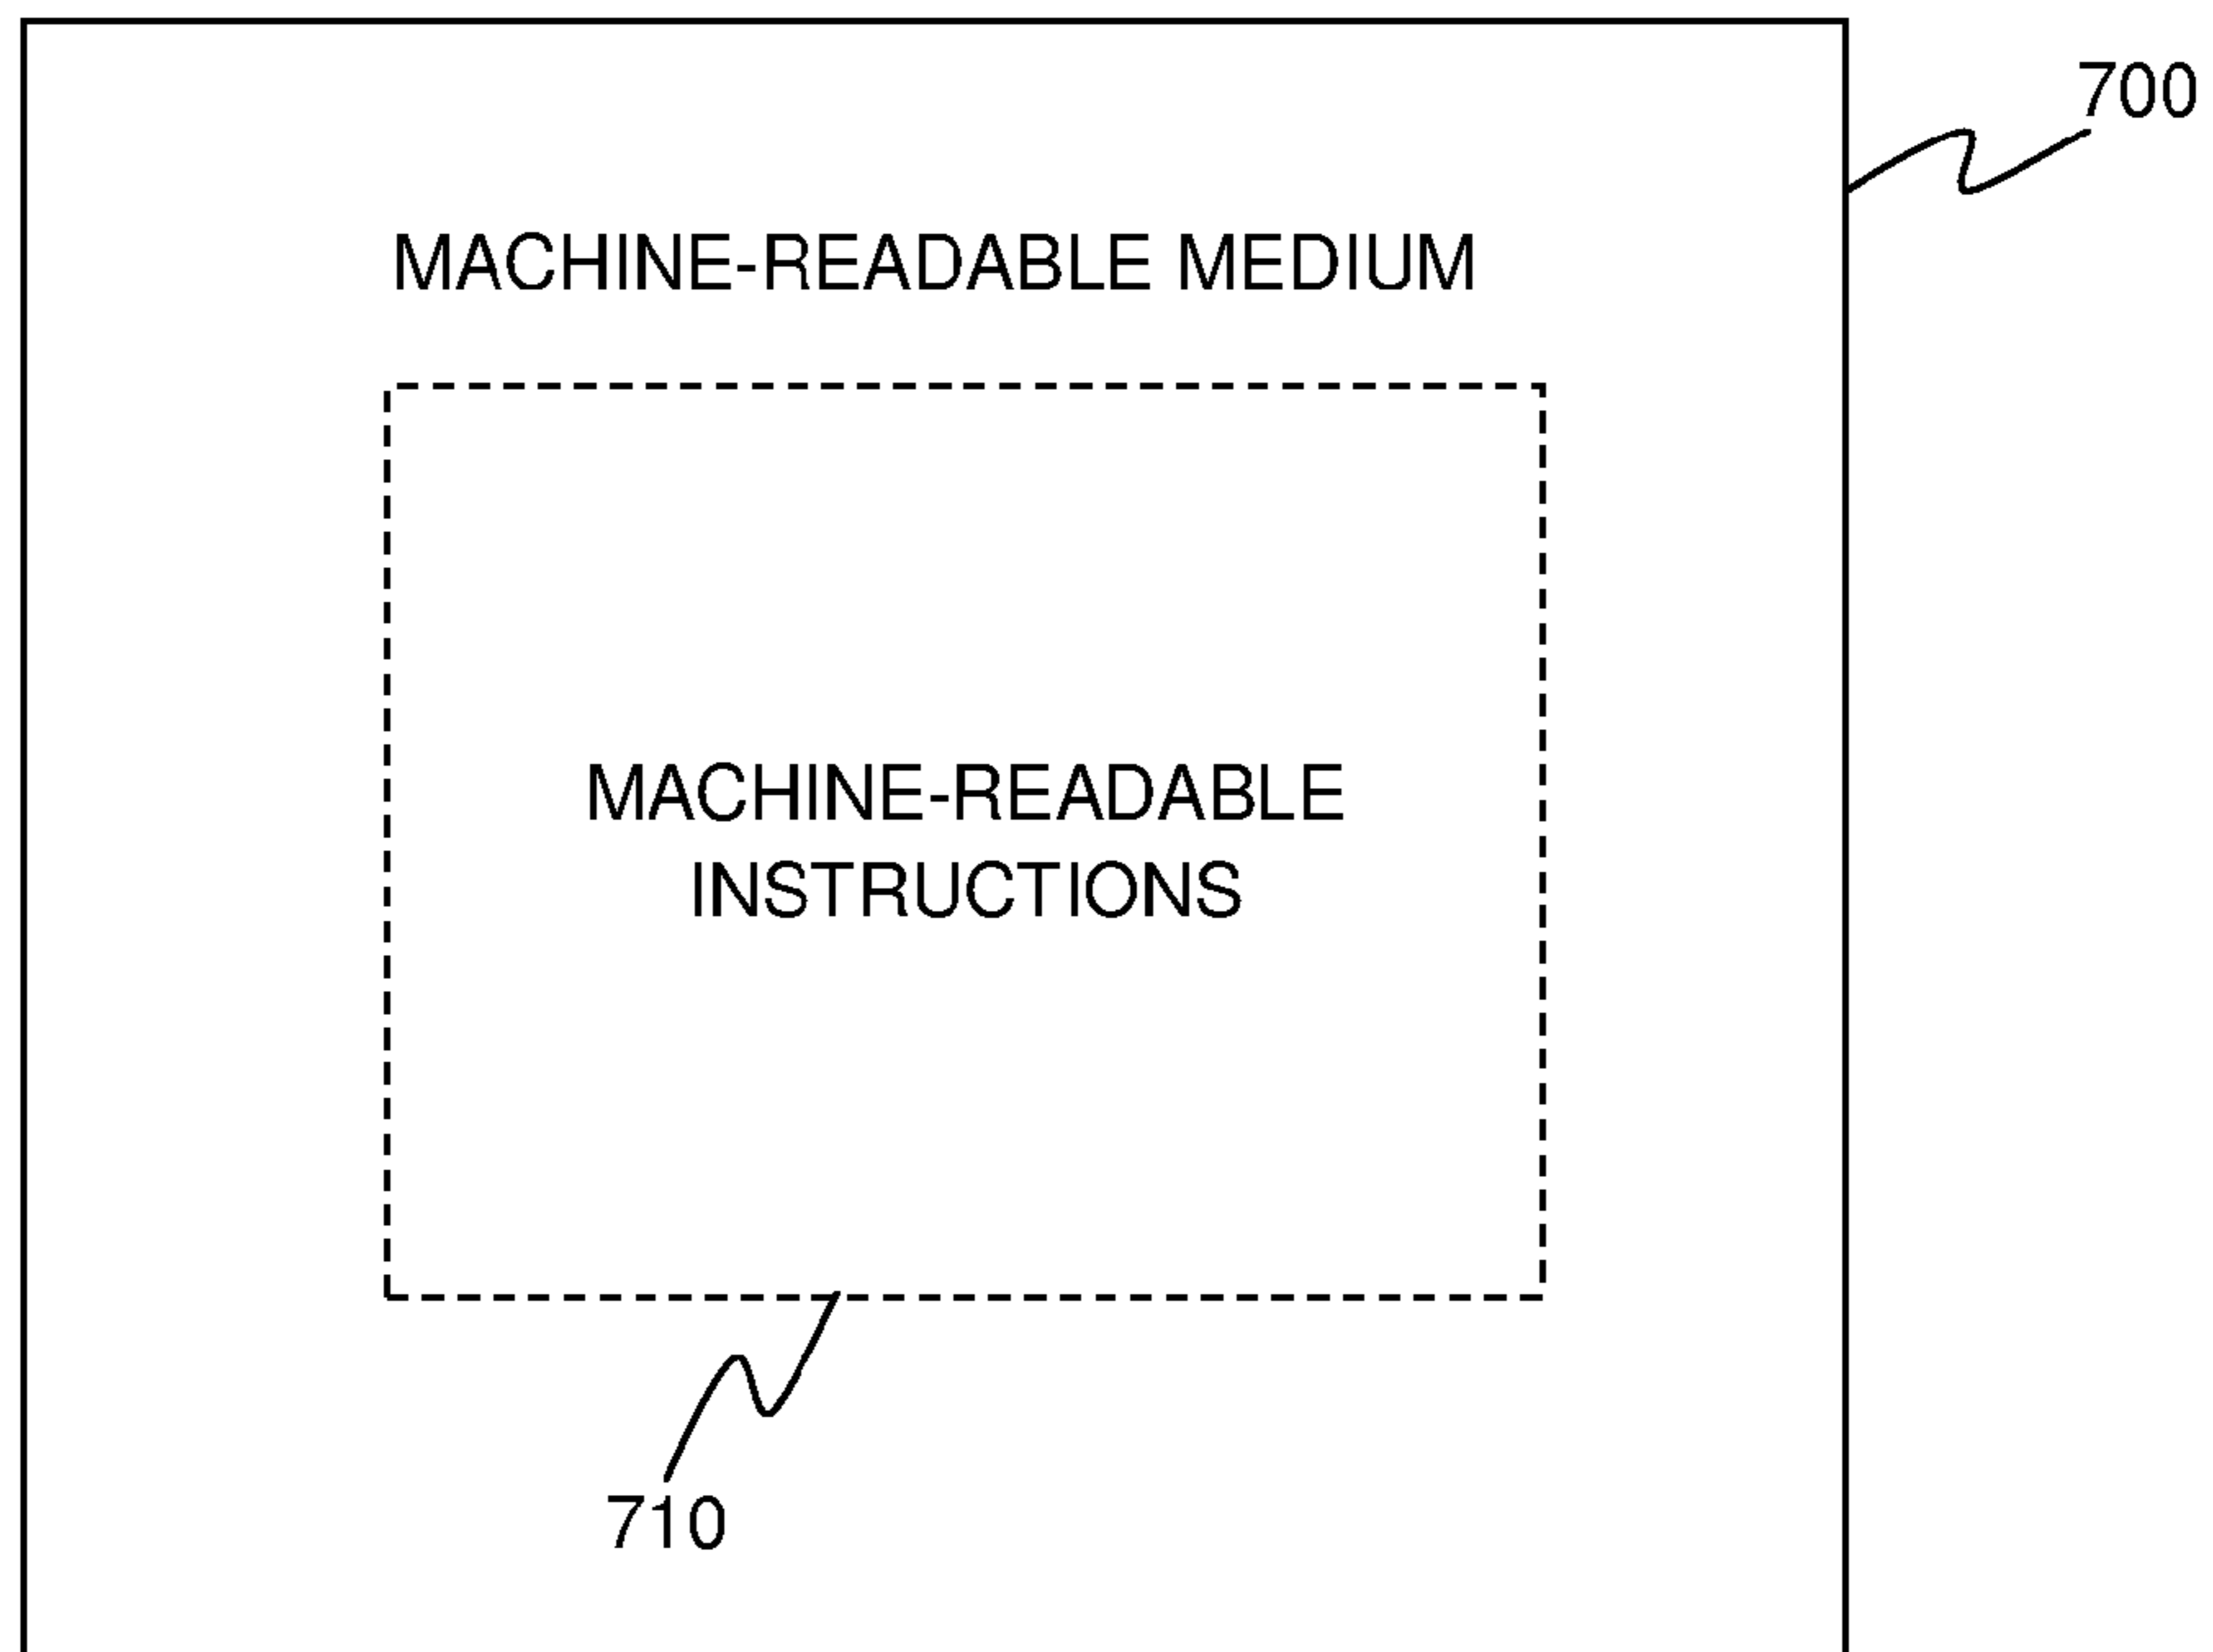 700
MACHINE-READABLE MEDIUM
MACHINE-READABLE
INSTRUCTIONS
710